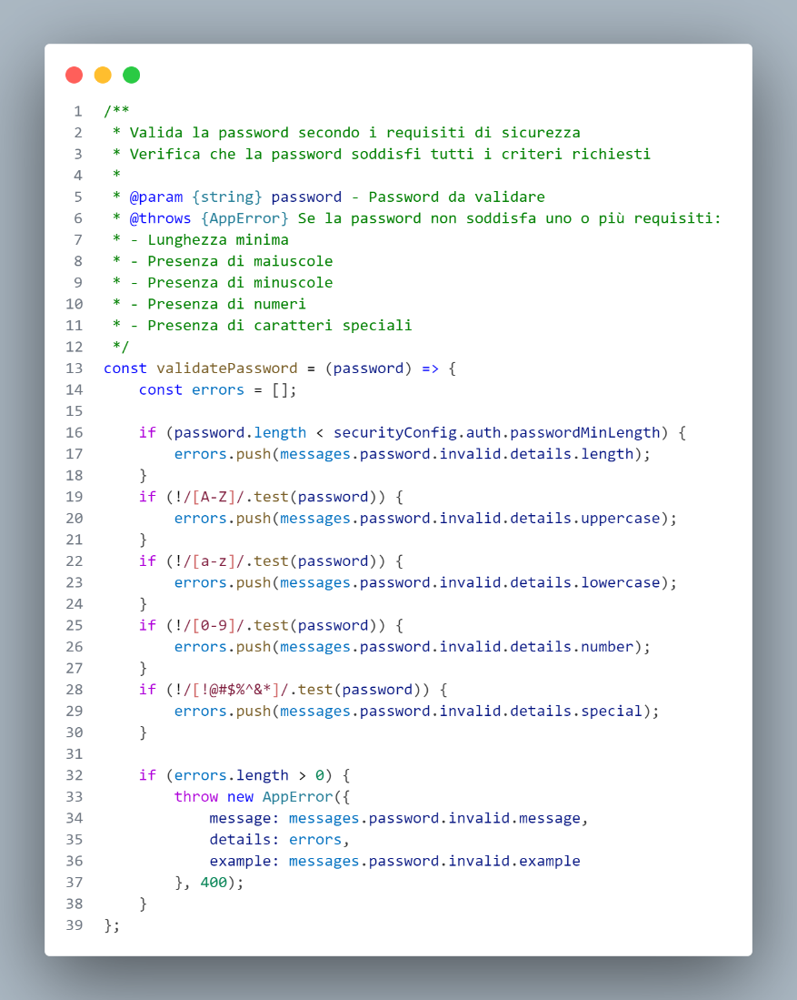 1 /**
2  * Valida la password secondo i requisiti di sicurezza
3  * Verifica che la password soddisfi tutti i criteri richiesti
4  *
5  * @param {string} password - Password da validare
6  * @throws {AppError} Se la password non soddisfa uno o più requisiti:
7  * - Lunghezza minima
8  * - Presenza di maiuscole
9  * - Presenza di minuscole
10  * - Presenza di numeri
11  * - Presenza di caratteri speciali
12  */
13 const validatePassword = (password) => {
14     const errors = [];
15
16     if (password.length < securityConfig.auth.passwordMinLength) {
17         errors.push(messages.password.invalid.details.length);
18     }
19     if (!/[A-Z]/.test(password)) {
20         errors.push(messages.password.invalid.details.uppercase);
21     }
22     if (!/[a-z]/.test(password)) {
23         errors.push(messages.password.invalid.details.lowercase);
24     }
25     if (!/[0-9]/.test(password)) {
26         errors.push(messages.password.invalid.details.number);
27     }
28     if (!/[!@#$%^&*]/.test(password)) {
29         errors.push(messages.password.invalid.details.special);
30     }
31
32     if (errors.length > 0) {
33         throw new AppError({
34             message: messages.password.invalid.message,
35             details: errors,
36             example: messages.password.invalid.example
37         }, 400);
38     }
39 };